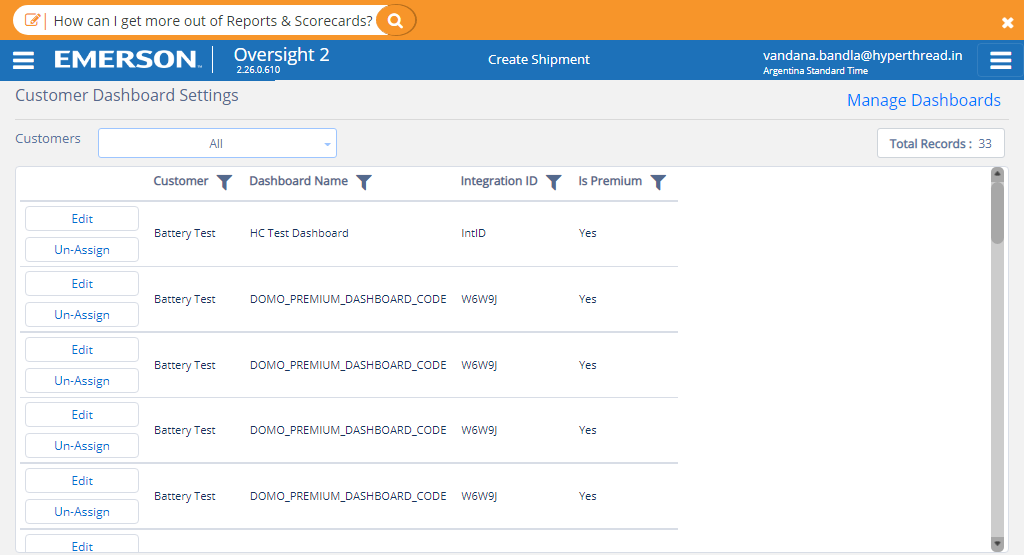 How can I get more out of Reports & Scorecards?
EMERSON™ Oversight 2
2.26.0.610
Create Shipment
vandana.bandla@hyperthread.in
Argentina Standard Time
Customer Dashboard Settings
Manage Dashboards
Customers
All
Total Records : 33
Customer Dashboard Name Integration ID Is Premium
Edit
Un-Assign
Battery Test HC Test Dashboard IntID Yes
Edit
Un-Assign
Battery Test DOMO_PREMIUM_DASHBOARD_CODE W6W9J Yes
Edit
Un-Assign
Battery Test DOMO_PREMIUM_DASHBOARD_CODE W6W9J Yes
Edit
Un-Assign
Battery Test DOMO_PREMIUM_DASHBOARD_CODE W6W9J Yes
Edit
Un-Assign
Battery Test DOMO_PREMIUM_DASHBOARD_CODE W6W9J Yes
Edit